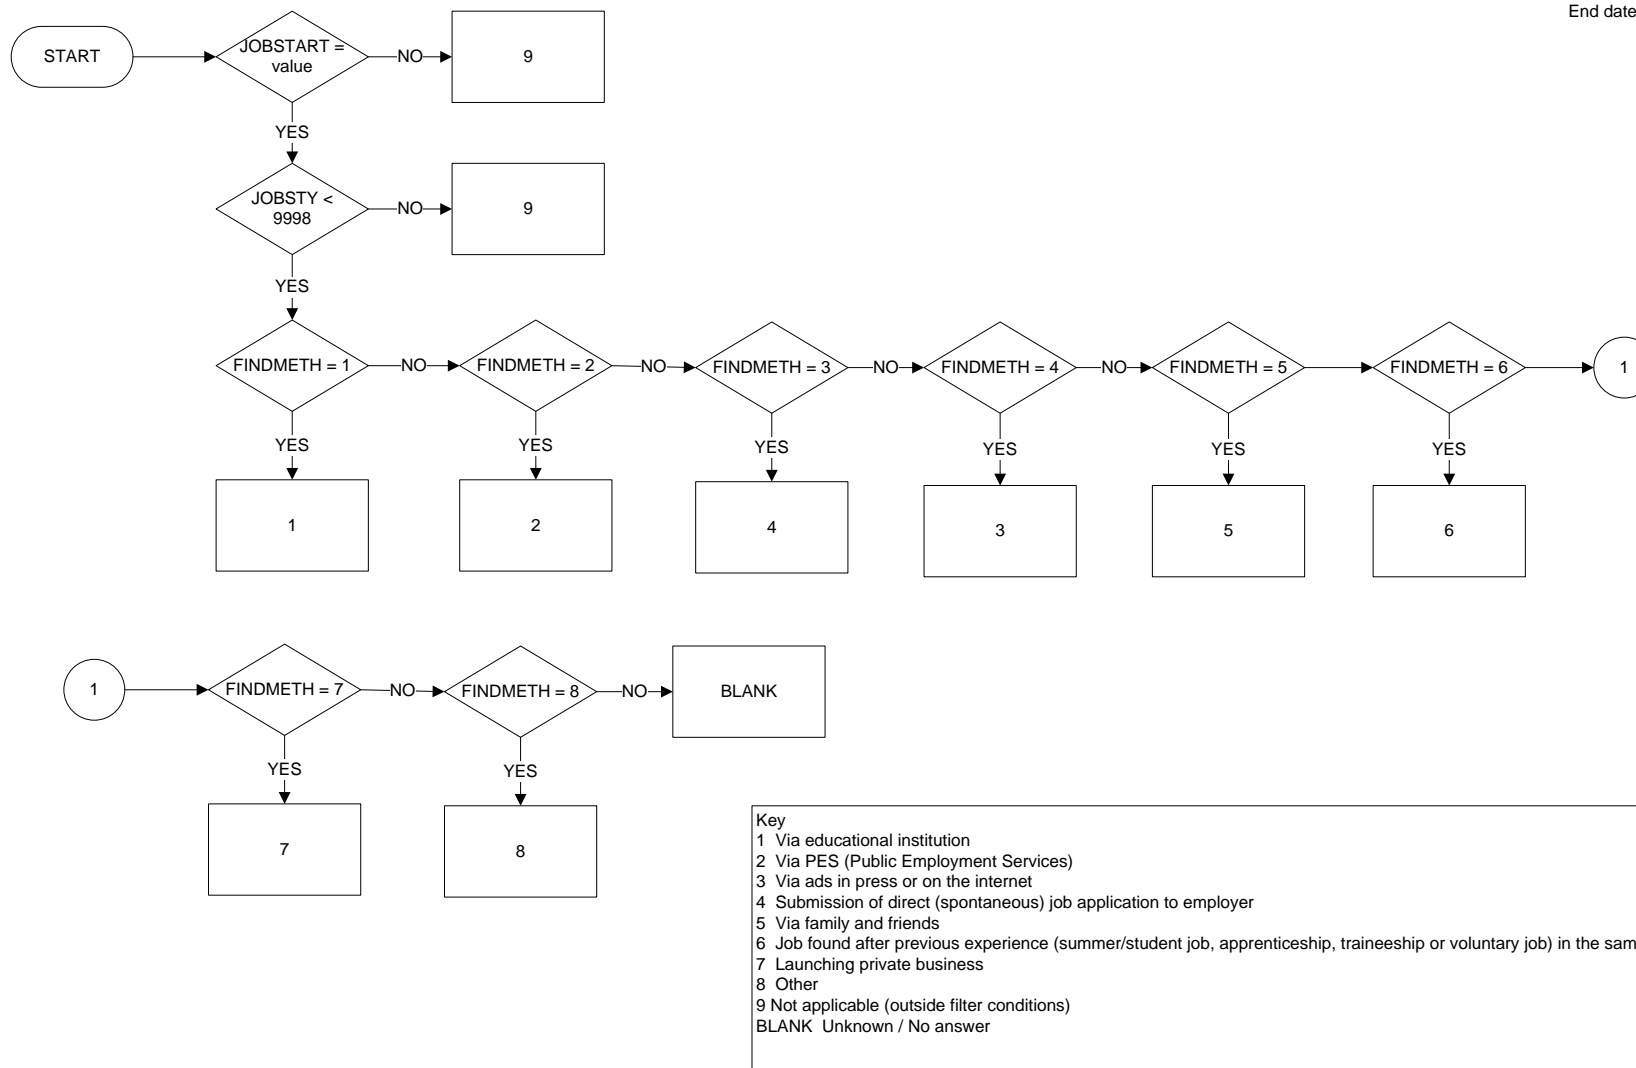 End date
START
JOBSTART =
value
NO
9
YES
JOBSTY <
9998
NO
9
YES
FINDMETH = 1
NO
FINDMETH = 2
NO
FINDMETH = 3
NO
FINDMETH = 4
NO
FINDMETH = 5
FINDMETH = 6
1
YES
YES
YES
YES
YES
YES
1
2
4
3
5
6
1
FINDMETH = 7
NO
FINDMETH = 8
NO
BLANK
YES
YES
7
8
Key
1 Via educational institution
2 Via PES (Public Employment Services)
3 Via ads in press or on the internet
4 Submission of direct (spontaneous) job application to employer
5 Via family and friends
6 Job found after previous experience (summer/student job, apprenticeship, traineeship or voluntary job) in the sam
7 Launching private business
8 Other
9 Not applicable (outside filter conditions)
BLANK Unknown / No answer